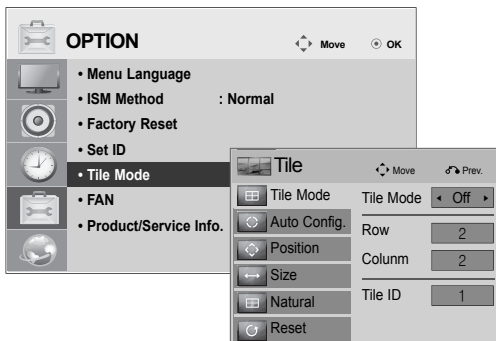 OPTION
Move OK
• Menu Language
• ISM Method : Normal
• Factory Reset
• Set ID
• Tile Mode
• FAN
• Product/Service Info.
Tile
Move Prev.
Tile Mode
Auto Config.
Position
Size
Natural
Reset
Tile Mode ◂ Off ▸
Row 2
Colunm 2
Tile ID 1